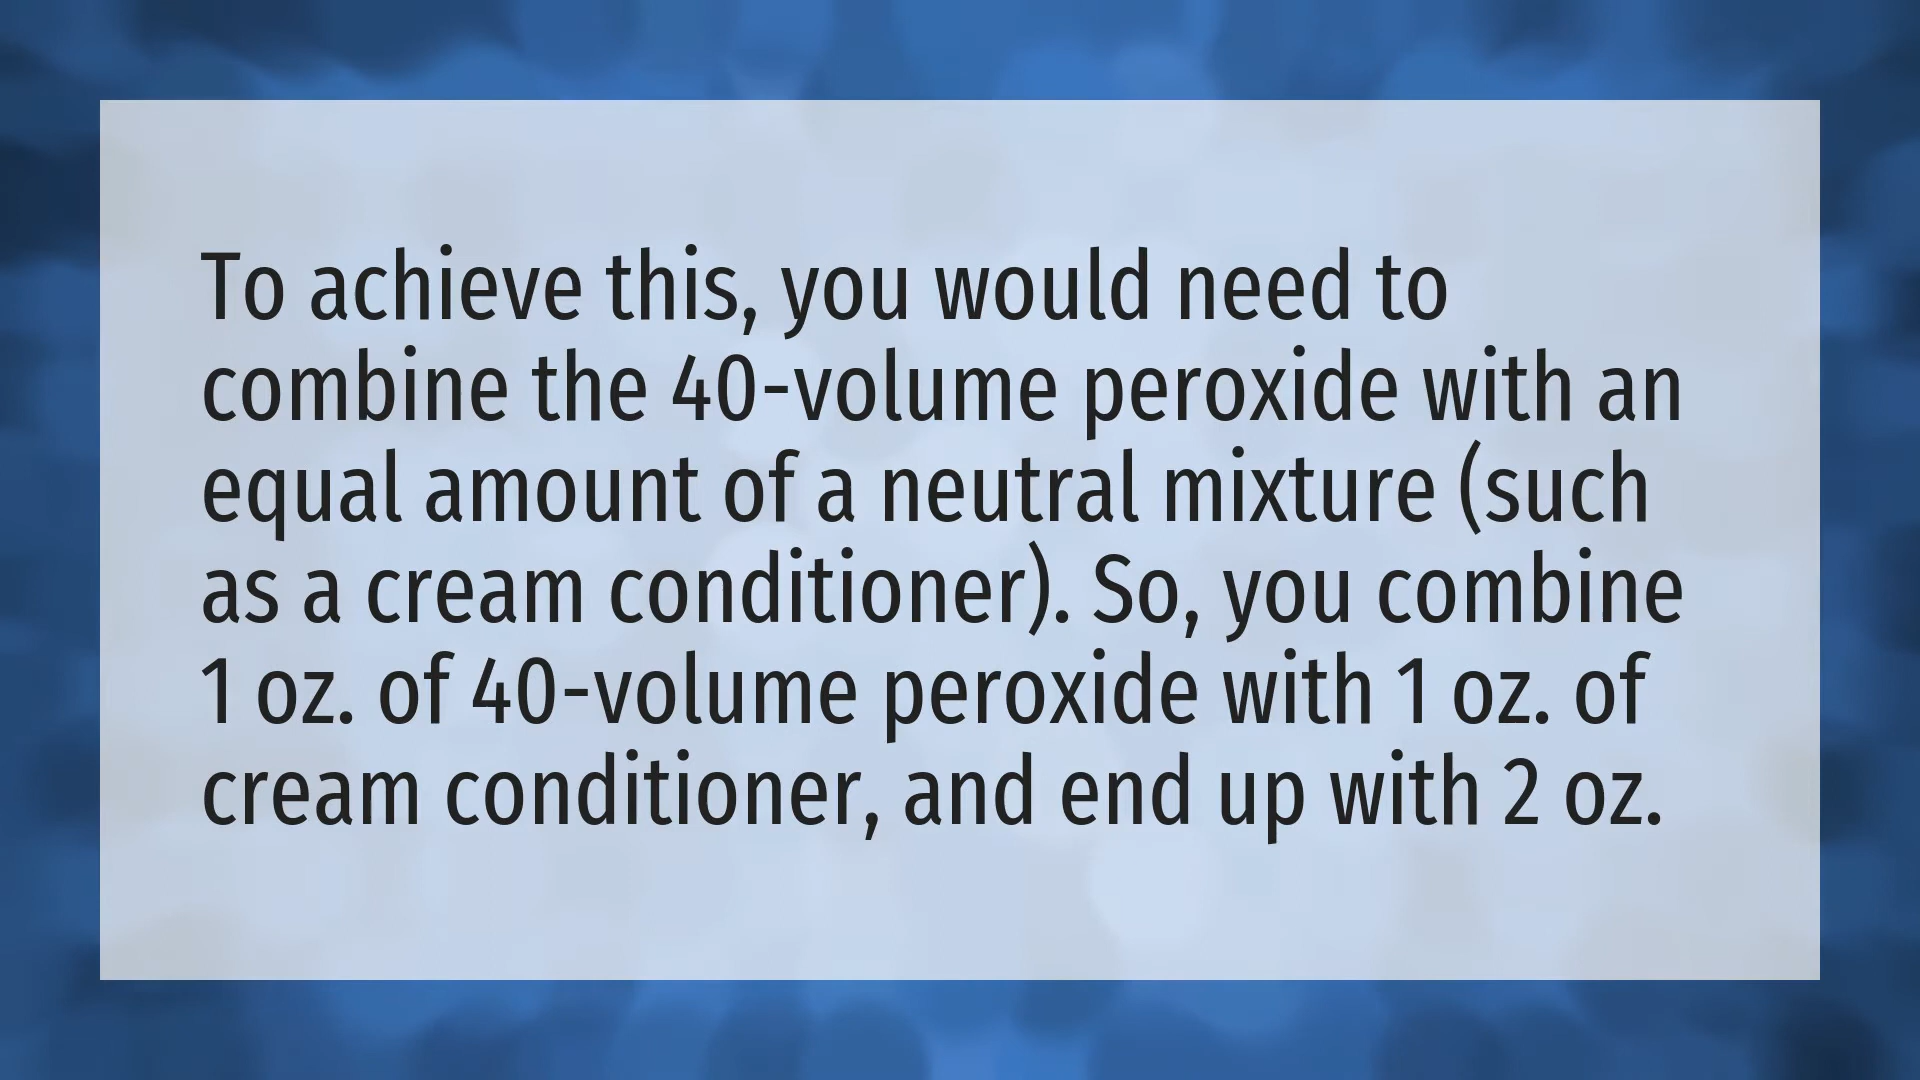 To achieve this, you would need to
combine the 40-volume peroxide with an
equal amount of a neutral mixture (such
as a cream conditioner). So, you combine
1 oz. of 40-volume peroxide with 1 oz. of
cream conditioner, and end up with 2 oz.